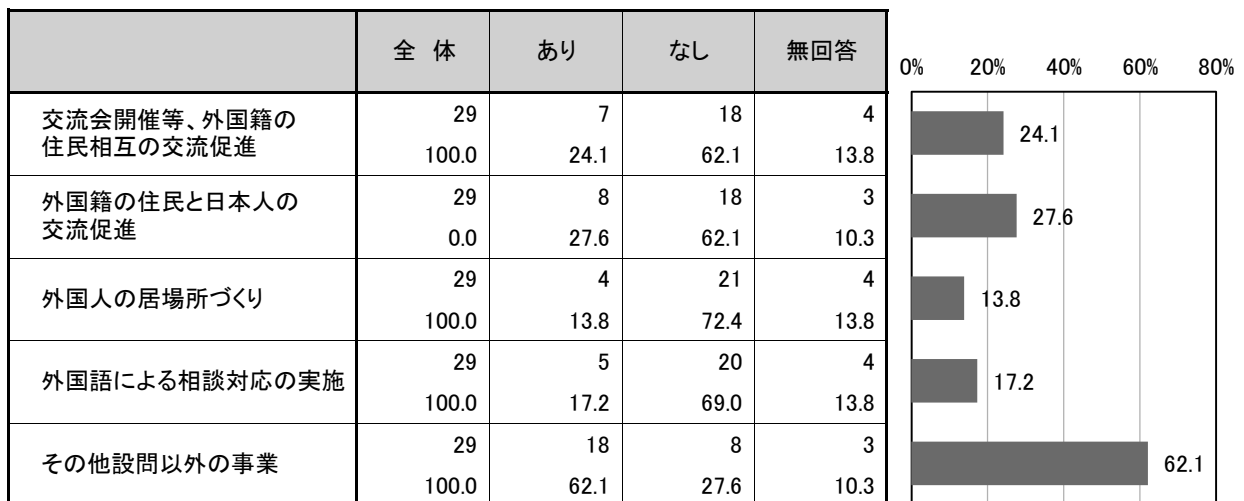 全 体 あり なし 無回答
0% 20% 40% 60% 80%
交流会開催等、外国籍の
住民相互の交流促進
29 7 18 4
100.0 24.1 62.1 13.8
24.1
外国籍の住民と日本人の
交流促進
29 8 18 3
0.0 27.6 62.1 10.3
27.6
外国人の居場所づくり
29 4 21 4
100.0 13.8 72.4 13.8
13.8
外国語による相談対応の実施
29 5 20 4
100.0 17.2 69.0 13.8
17.2
その他設問以外の事業
29 18 8 3
100.0 62.1 27.6 10.3
62.1